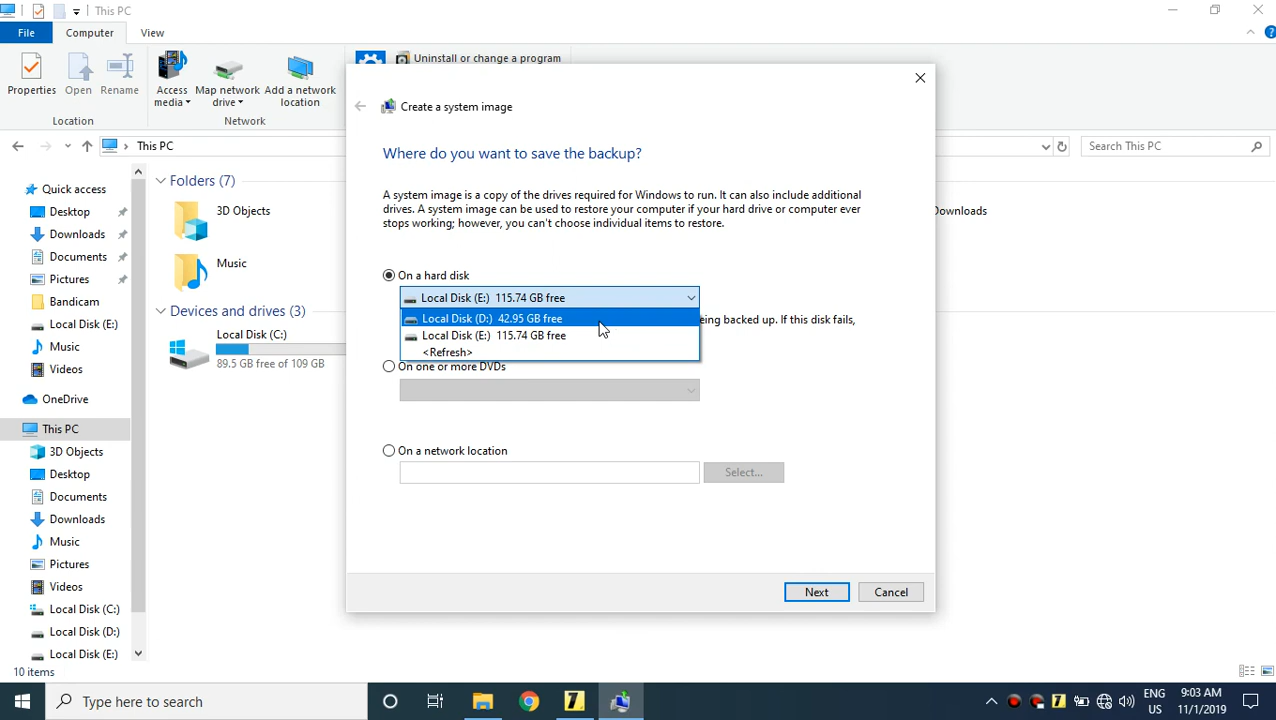 This PC
File
Computer
View
Properties
Open
Rename
Access media
Map network drive
Add a network location
Uninstall or change a program
Location
Network
This PC
Search This PC
Quick access
Desktop
Downloads
Documents
Pictures
Bandicam
Local Disk (E:)
Music
Videos
OneDrive
This PC
3D Objects
Desktop
Documents
Downloads
Music
Pictures
Videos
Local Disk (C:)
Local Disk (D:)
Local Disk (E:)
Folders (7)
3D Objects
Downloads
Music
Devices and drives (3)
Local Disk (C:)
89.5 GB free of 109 GB
Create a system image
Where do you want to save the backup?
A system image is a copy of the drives required for Windows to run. It can also include additional
drives. A system image can be used to restore your computer if your hard drive or computer ever
stops working; however, you can't choose individual items to restore.
On a hard disk
Local Disk (E:) 115.74 GB free
Local Disk (D:) 42.95 GB free
eing backed up. If this disk fails,
Local Disk (E:) 115.74 GB free
<Refresh>
On one or more DVDs
On a network location
Select...
Next
Cancel
10 items
Type here to search
ENG
US
9:03 AM
11/1/2019